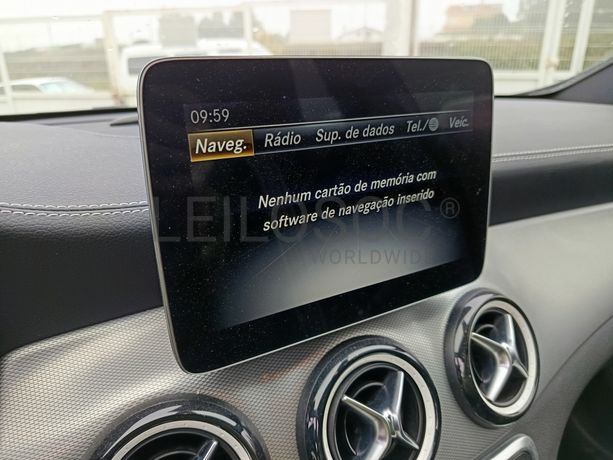 09:59
Naveg. Rádio Sup. de dados Tel./ Veíc.
Nenhum cartão de memória com
software de navegação inserido
LEILOSOC®
WORLDWIDE